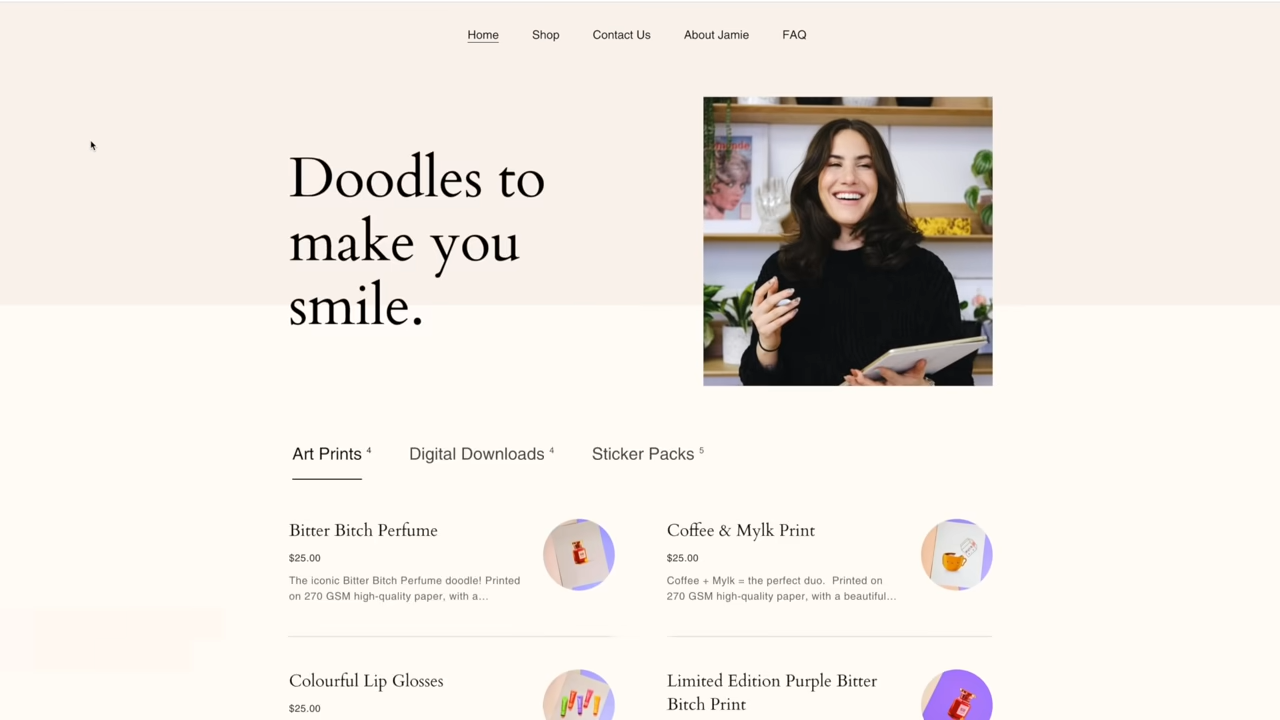 Home Shop Contact Us About Jamie FAQ
Doodles to
make you
smile.
Art Prints 4 Digital Downloads 4 Sticker Packs 5
Bitter Bitch Perfume
$25.00
The iconic Bitter Bitch Perfume doodle! Printed
on 270 GSM high-quality paper, with a...
Coffee & Mylk Print
$25.00
Coffee + Mylk = the perfect duo. Printed on
270 GSM high-quality paper, with a beautiful...
Colourful Lip Glosses
$25.00
Limited Edition Purple Bitter
Bitch Print